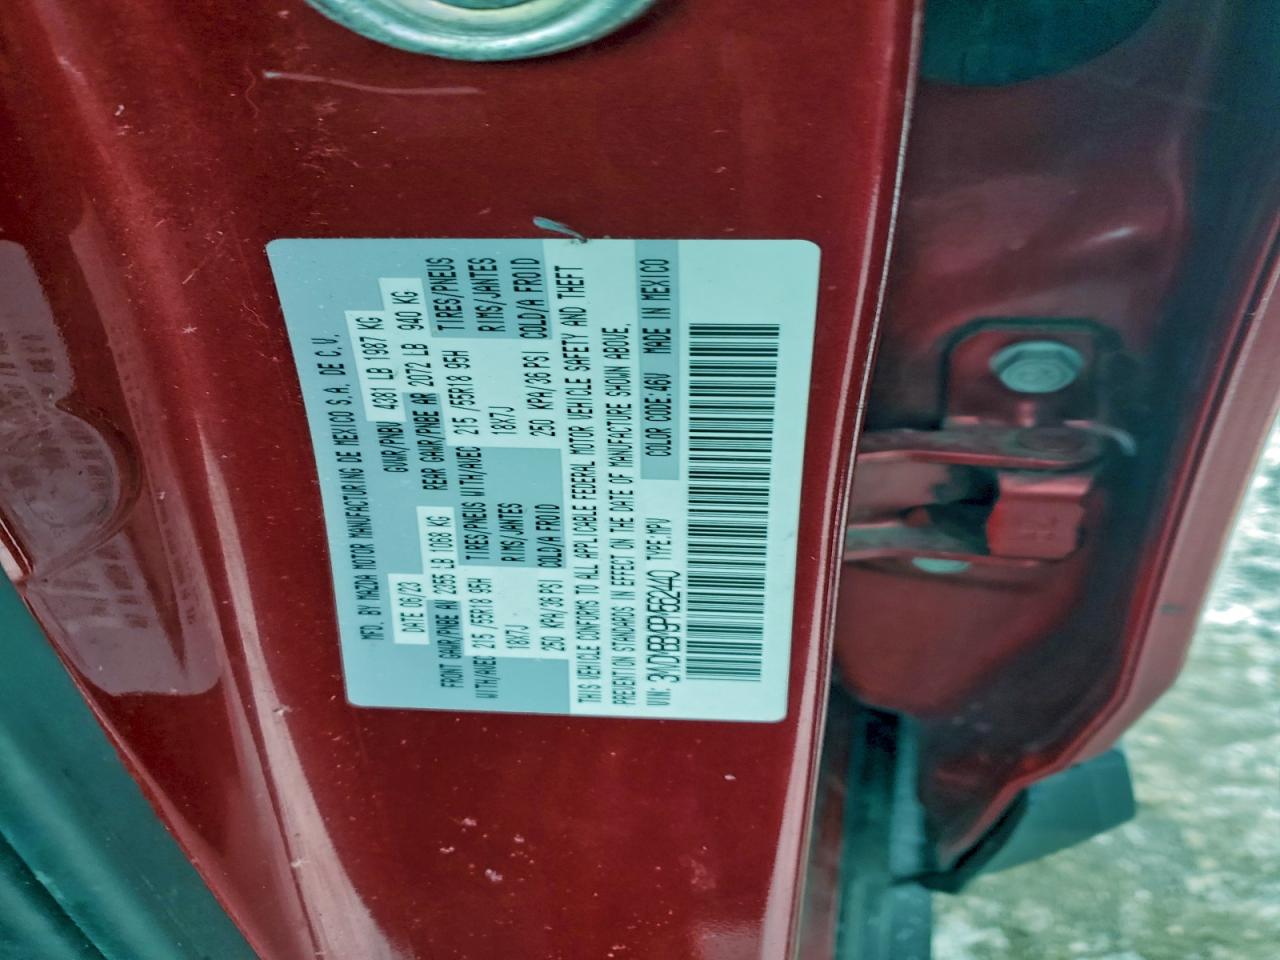 MFD. BY MAZDA MOTOR MANUFACTURING DE MEXICO S.A. DE C.V.
DATE GVWR/PNBV 4381 LB 1987 KG
FRONT GAWR/PNBE AV 2355 LB 1068 KG REAR GAWR/PNBE AR 2072 LB 940 KG
WITH/AVEC 215 /55R18 95H TIRES/PNEUS WITH/AVEC 215 /55R18 95H TIRES/PNEUS
18X7J RIMS/JANTES 18X7J RIMS/JANTES
250 KPA/36 PSI COLD/A FROID 250 KPA/36 PSI COLD/A FROID
THIS VEHICLE CONFORMS TO ALL APPLICABLE FEDERAL MOTOR VEHICLE SAFETY AND THEFT
PREVENTION STANDARDS IN EFFECT ON THE DATE OF MANUFACTURE SHOWN ABOVE.
VIN: TYPE:MPV COLOR CODE:46V MADE IN MEXICO